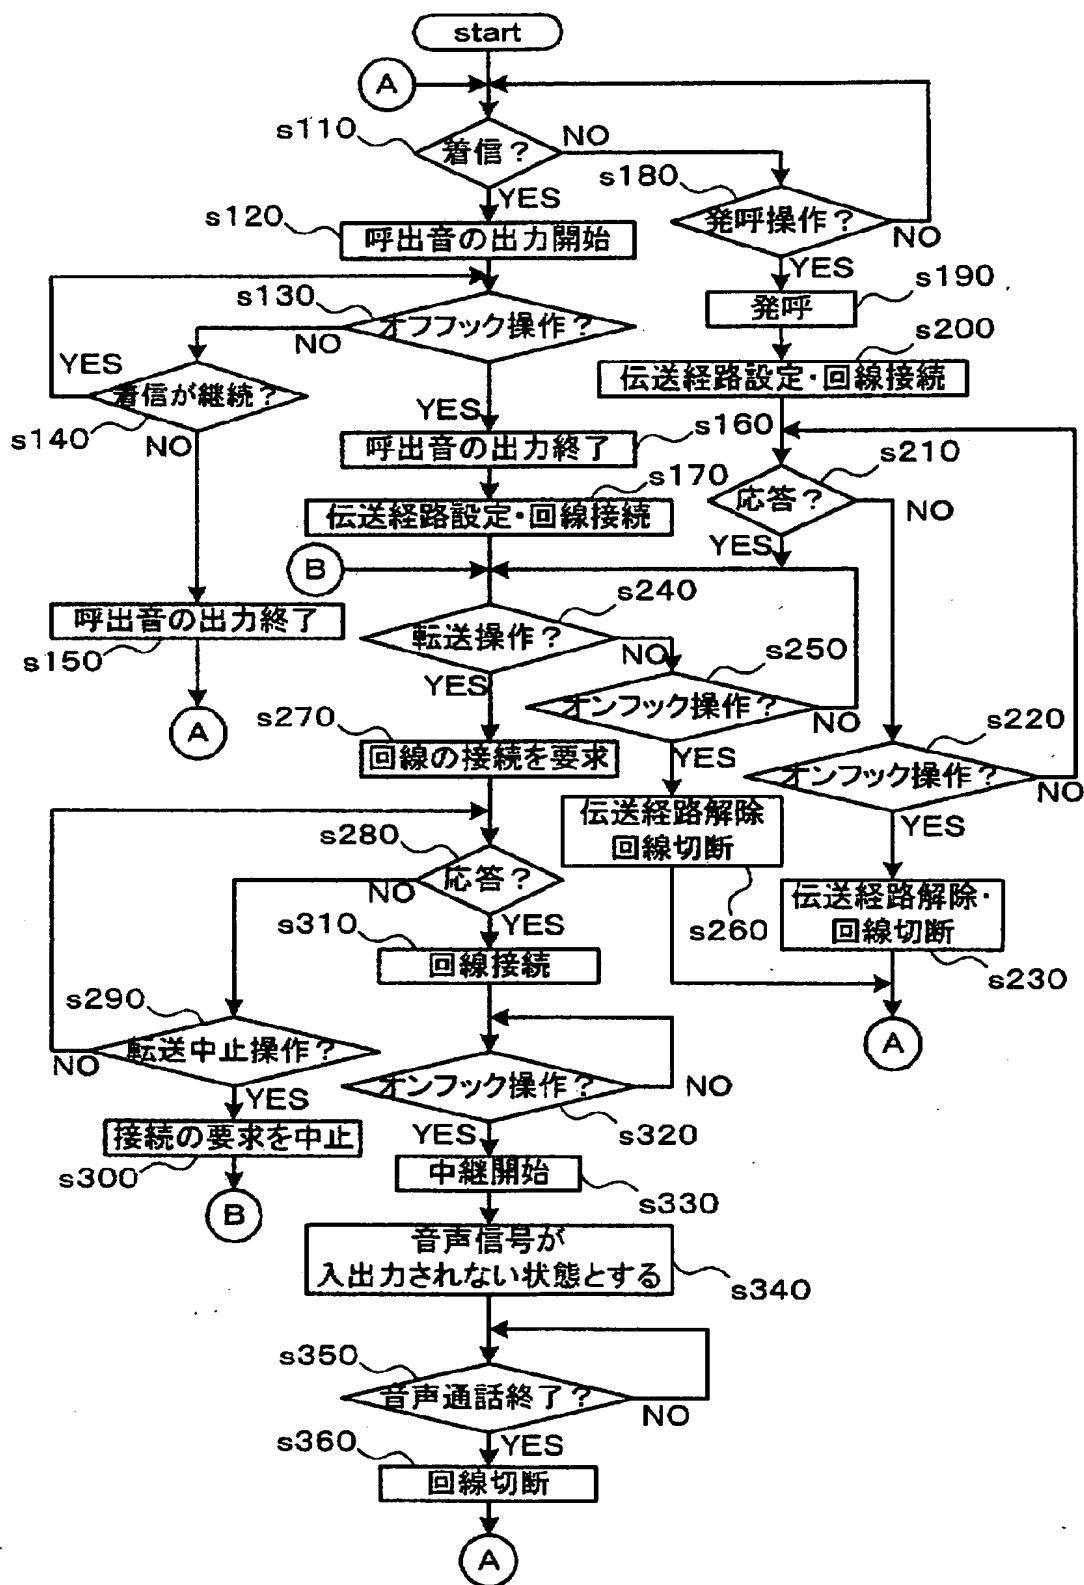 start
A
s110
着信?
NO
YES
s180
発呼操作?
NO
YES
s120
呼出音の出力開始
s190
発呼
s130
オフフック操作?
NO
YES
s200
伝送経路設定・回線接続
YES
着信が継続?
s140
NO
s160
呼出音の出力終了
s210
応答?
NO
YES
s170
伝送経路設定・回線接続
B
s240
転送操作?
NO
YES
呼出音の出力終了
s150
A
s250
オンフック操作?
NO
YES
s220
オンフック操作?
NO
YES
s270
回線の接続を要求
伝送経路解除
回線切断
s260
s280
応答?
NO
YES
伝送経路解除・
回線切断
s230
A
s310
回線接続
s290
転送中止操作?
NO
YES
オンフック操作?
NO
s320
YES
接続の要求を中止
s300
B
中継開始
s330
音声信号が
入出力されない状態とする
s340
s350
音声通話終了?
NO
YES
s360
回線切断
A